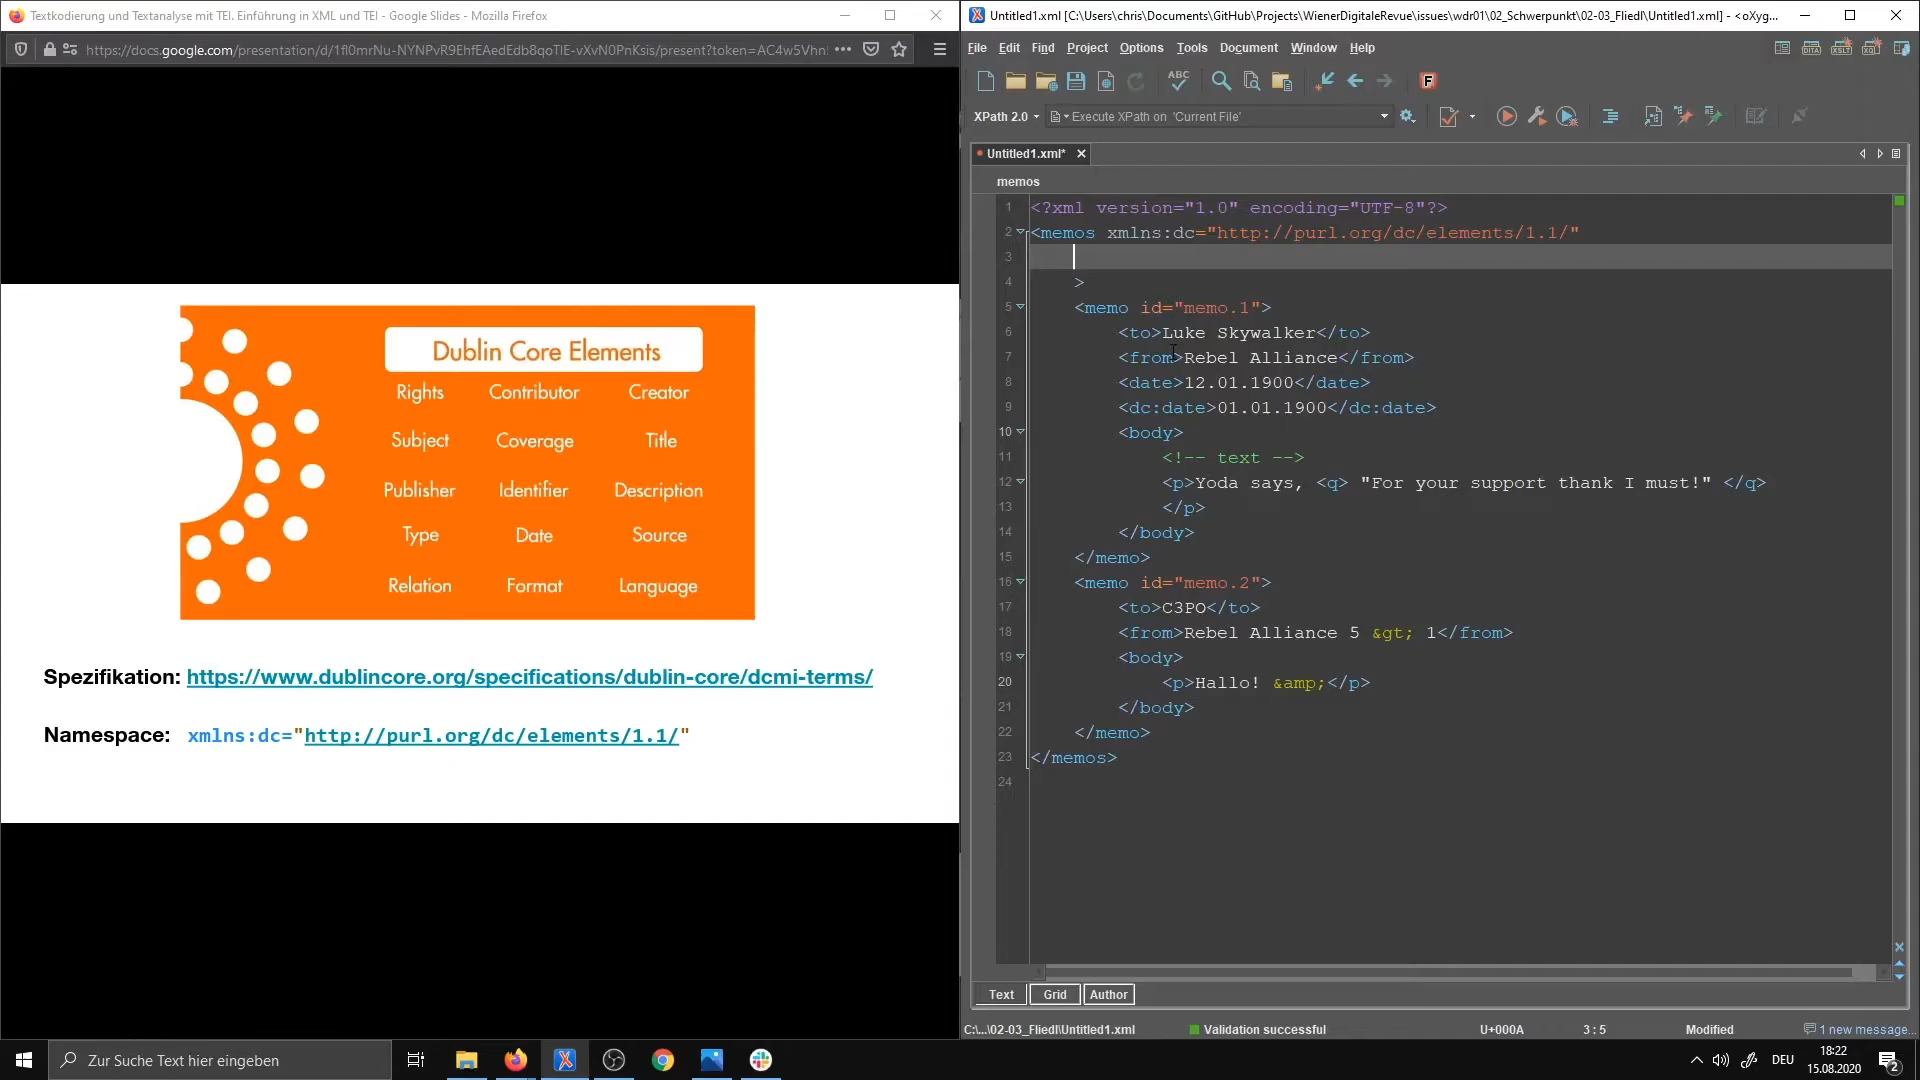 Textkodierung und Textanalyse mit TEI. Einführung in XML und TEI - Google Slides - Mozilla Firefox
https://docs.google.com/presentation/d/1fl0mrNu-NYNPvR9EhfEAedEdb8qoTlE-vXvN0PnKsis/present?token=AC4w5Vhn
Dublin Core Elements
Rights Contributor Creator
Subject Coverage Title
Publisher Identifier Description
Type Date Source
Relation Format Language
Spezifikation: https://www.dublincore.org/specifications/dublin-core/dcmi-terms/
Namespace: xmlns:dc="http://purl.org/dc/elements/1.1/"
Untitled1.xml [C:\Users\chris\Documents\GitHub\Projects\WienerDigitaleRevue\issues\wdr01\02_Schwerpunkt\02-03_Fliedl\Untitled1.xml] - <oXyg...
File Edit Find Project Options Tools Document Window Help
DITA XSLT XQ
ABC
F
XPath 2.0 Execute XPath on 'Current File'
Untitled1.xml*
memos
1 <?xml version="1.0" encoding="UTF-8"?>
2 <memos xmlns:dc="http://purl.org/dc/elements/1.1/"
3
4 >
5 <memo id="memo.1">
6 <to>Luke Skywalker</to>
7 <from>Rebel Alliance</from>
8 <date>12.01.1900</date>
9 <dc:date>01.01.1900</dc:date>
10 <body>
11 <!-- text -->
12 <p>Yoda says, <q> "For your support thank I must!" </q>
13 </p>
14 </body>
15 </memo>
16 <memo id="memo.2">
17 <to>C3PO</to>
18 <from>Rebel Alliance 5 &gt; 1</from>
19 <body>
20 <p>Hallo! &amp;</p>
21 </body>
22 </memo>
23 </memos>
24
Text Grid Author
C:\...\02-03_Fliedl\Untitled1.xml Validation successful U+000A 3 : 5 Modified 1 new message...
Zur Suche Text hier eingeben
DEU
18:22
15.08.2020
2